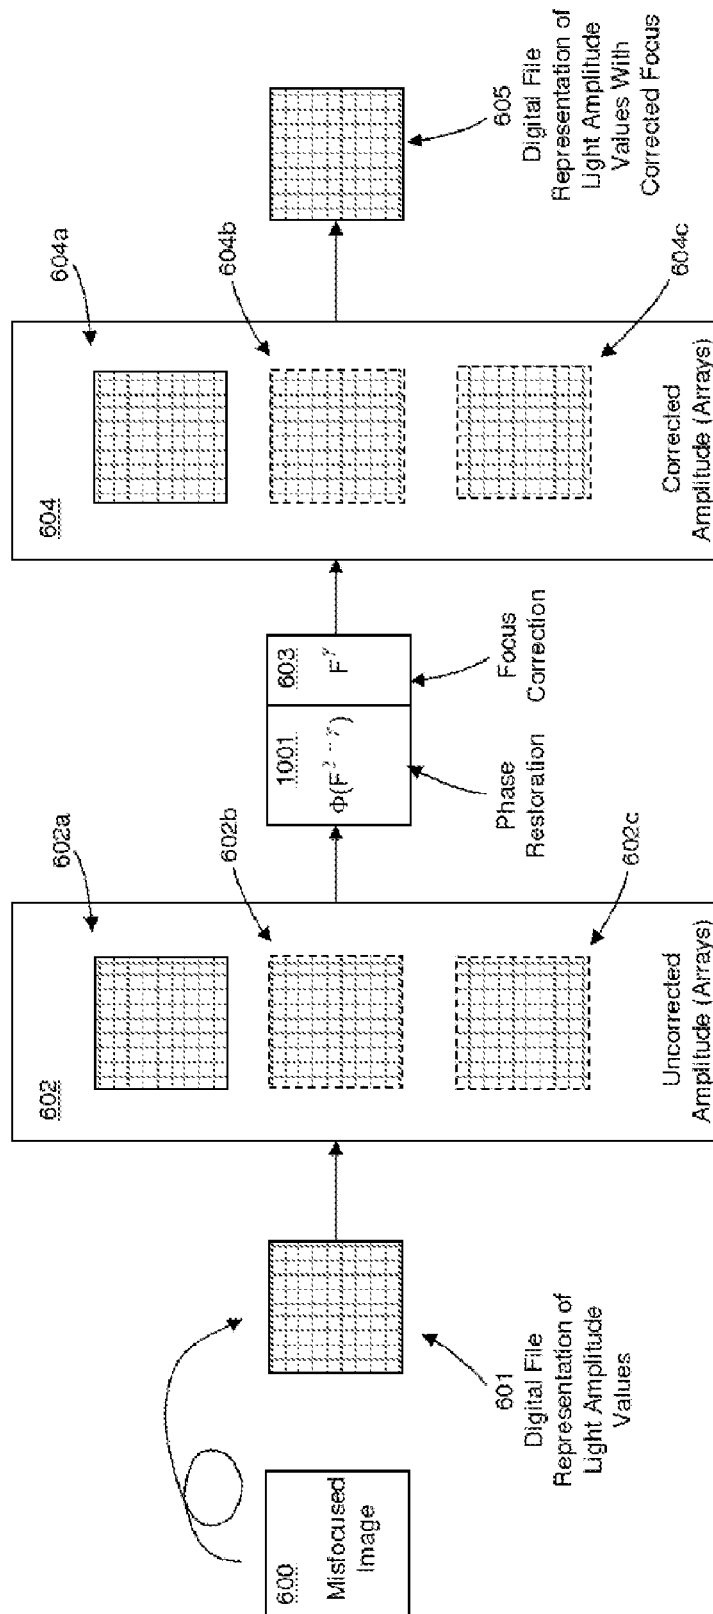 600
Misfocused
Image
601
Digital File
Representation of
Light Amplitude
Values
602
602a
602b
602c
Uncorrected
Amplitude (Arrays)
1001
603
F^γ
Phase
Restoration
Focus
Correction
604
604a
604b
604c
Corrected
Amplitude (Arrays)
605
Digital File
Representation of
Light Amplitude
Values With
Corrected Focus